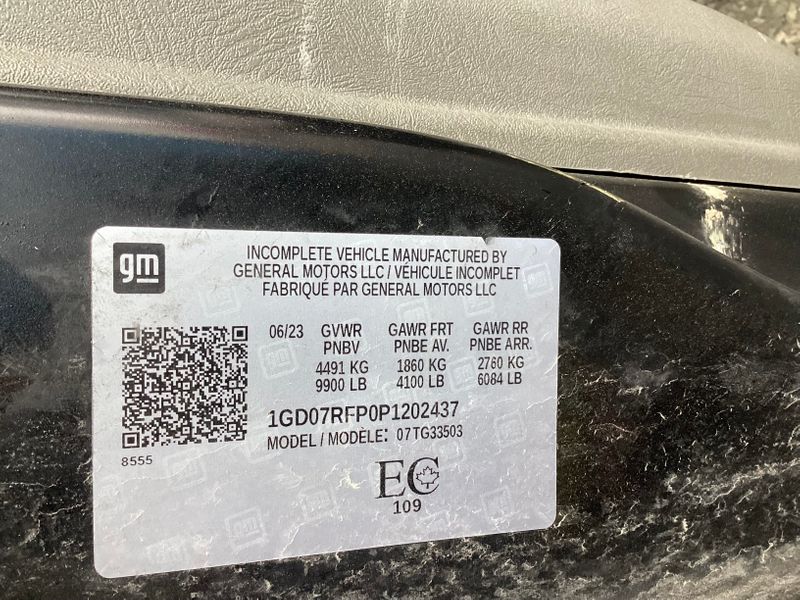 gm
INCOMPLETE VEHICLE MANUFACTURED BY
GENERAL MOTORS LLC / VÉHICULE INCOMPLET
FABRIQUÉ PAR GENERAL MOTORS LLC
06/23 GVWR GAWR FRT GAWR RR
PNBV PNBE AV. PNBE ARR.
4491 KG 1860 KG 2760 KG
9900 LB 4100 LB 6084 LB
1GD07RFP0P1202437
MODEL / MODÈLE: 07TG33503
8555
EC
109